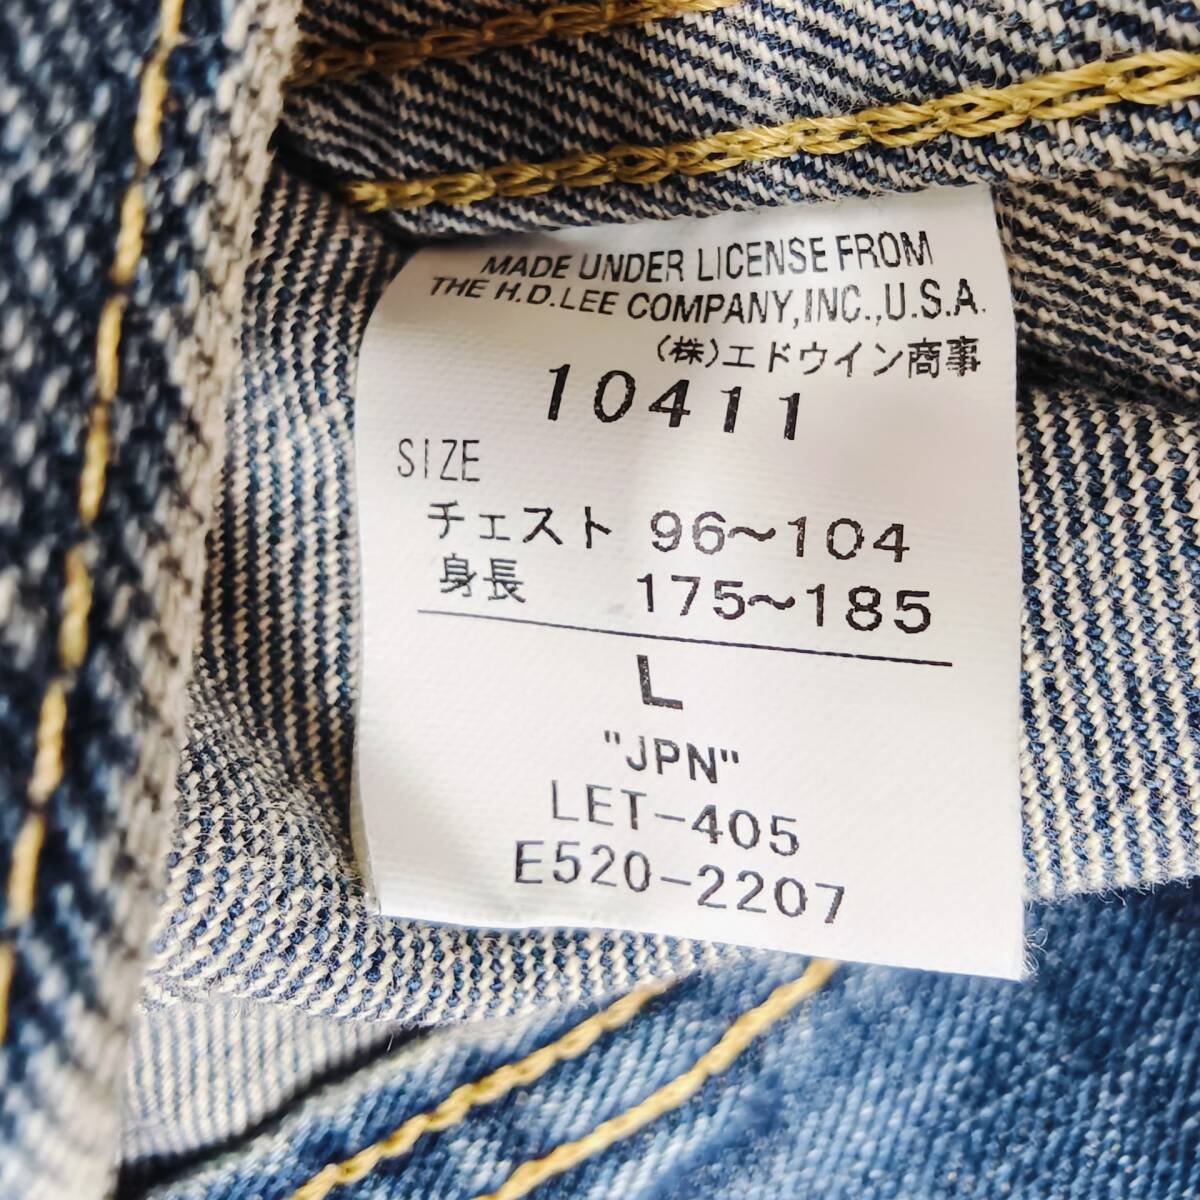 MADE UNDER LICENSE FROM
THE H.D.LEE COMPANY,INC.,U.S.A.
(株)エドウイン商事
10411
SIZE
チェスト 96〜104
身長 175〜185
L
"JPN"
LET-405
E520-2207